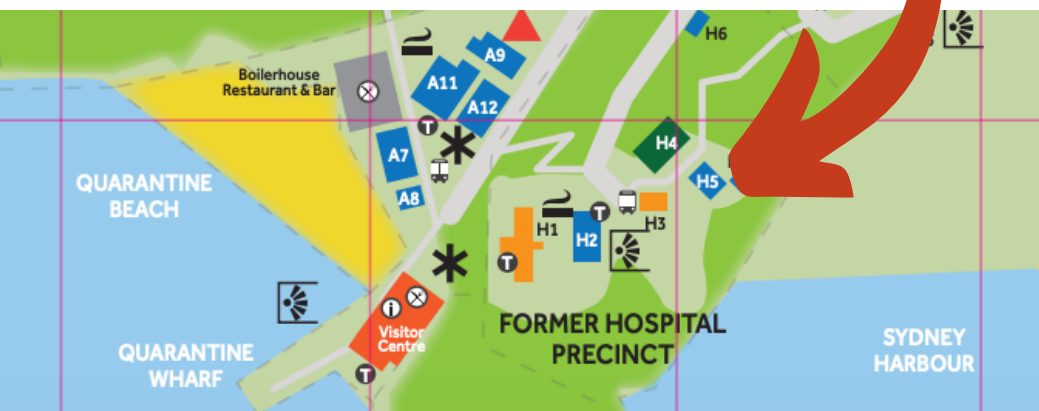 H6
A9
Boilerhouse
Restaurant & Bar
A11
A12
T
H4
A7
QUARANTINE
BEACH
H5
A8
T
H1
H3
H2
T
i
FORMER HOSPITAL
PRECINCT
Visitor
Centre
SYDNEY
HARBOUR
QUARANTINE
WHARF
T